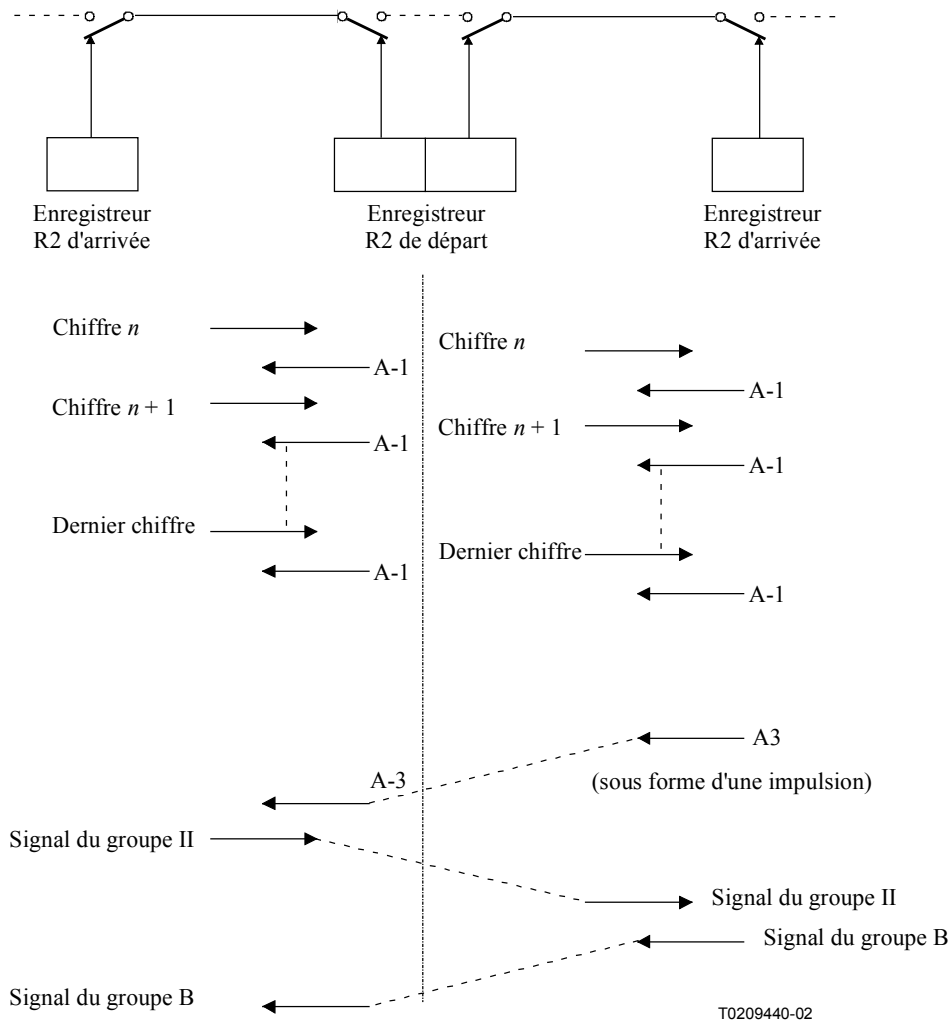 Enregistreur
R2 d'arrivée
Enregistreur
R2 de départ
Enregistreur
R2 d'arrivée
Chiffre n
Chiffre n
A-1
A-1
Chiffre n + 1
Chiffre n + 1
A-1
A-1
Dernier chiffre
Dernier chiffre
A-1
A-1
A3
A-3
(sous forme d'une impulsion)
Signal du groupe II
Signal du groupe II
Signal du groupe B
Signal du groupe B
T0209440-02